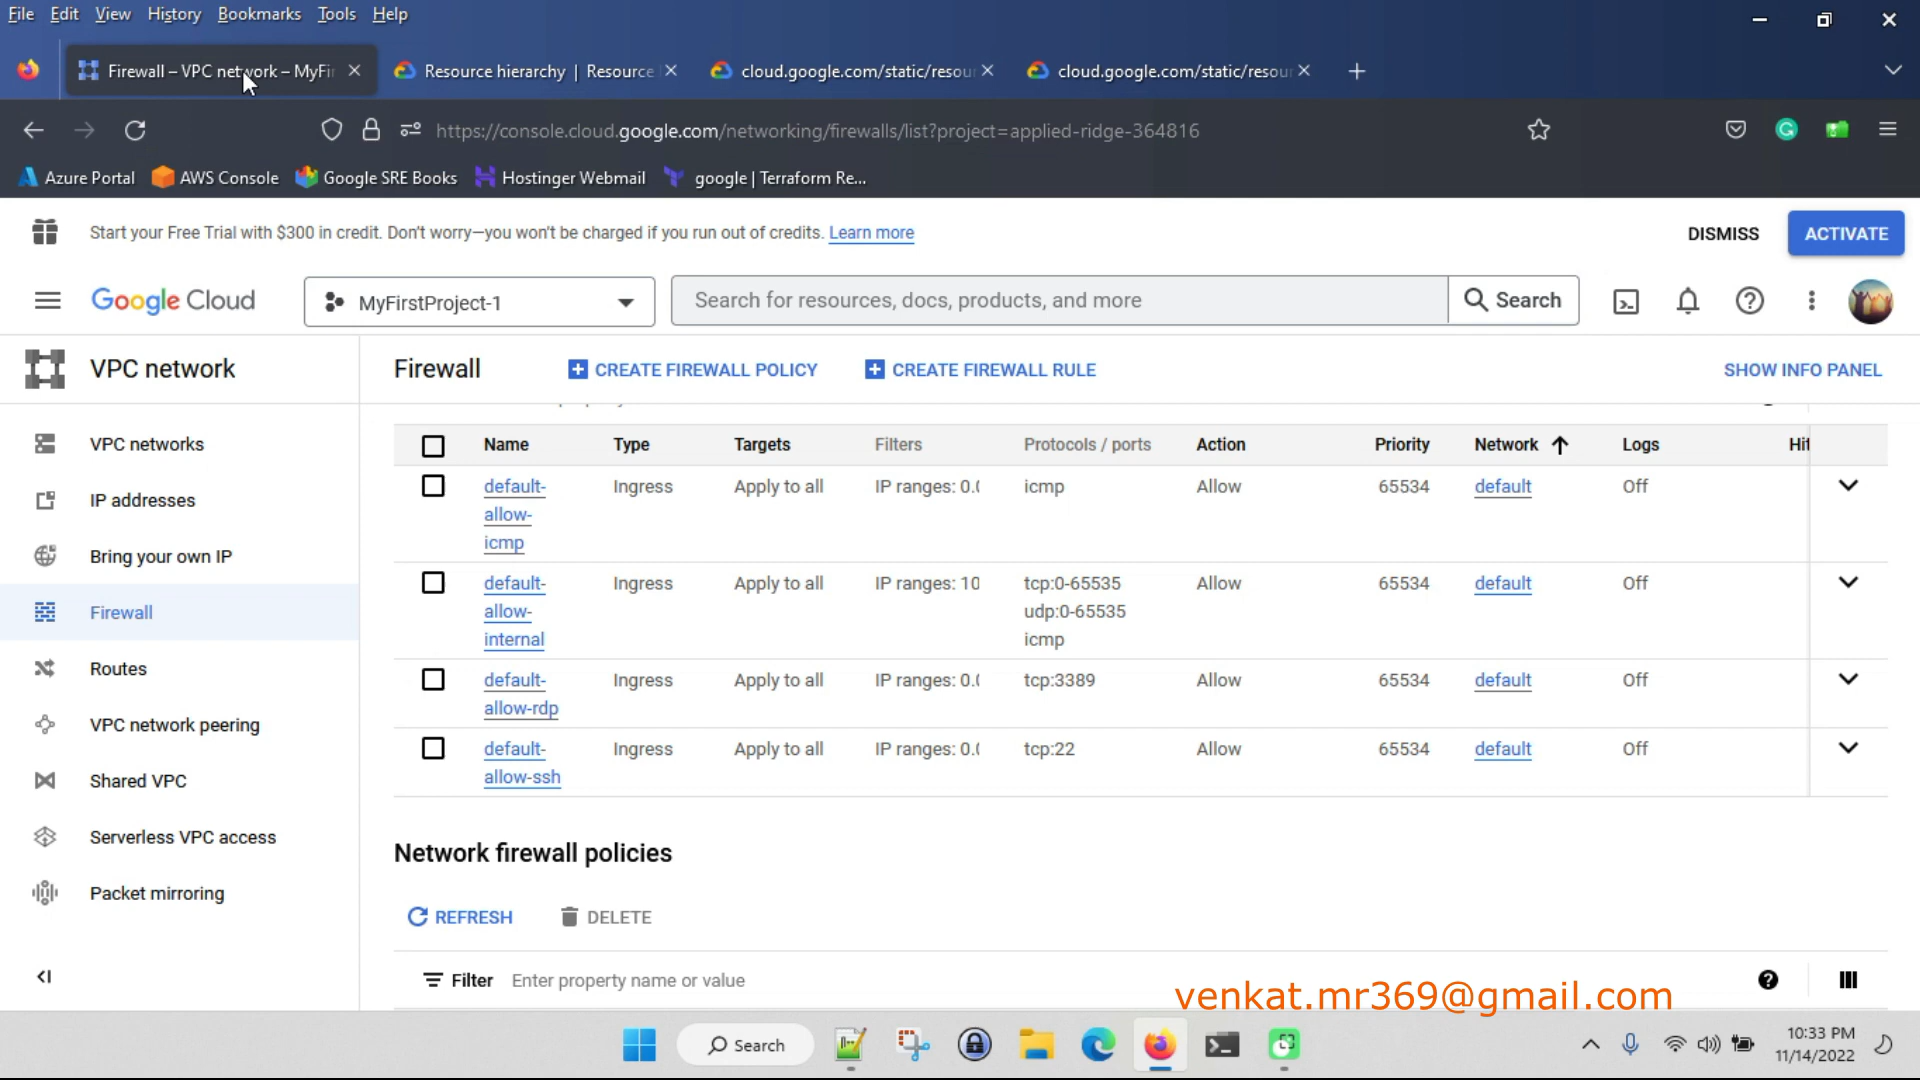 File Edit View History Bookmarks Tools Help
Firewall – VPC network – MyFir
Resource hierarchy | Resource
cloud.google.com/static/resour
cloud.google.com/static/resour
https://console.cloud.google.com/networking/firewalls/list?project=applied-ridge-364816
Azure Portal AWS Console Google SRE Books Hostinger Webmail google | Terraform Re...
Start your Free Trial with $300 in credit. Don't worry—you won't be charged if you run out of credits. Learn more
DISMISS ACTIVATE
Google Cloud MyFirstProject-1 Search for resources, docs, products, and more Search
VPC network
Firewall CREATE FIREWALL POLICY CREATE FIREWALL RULE SHOW INFO PANEL
VPC networks
IP addresses
Bring your own IP
Firewall
Routes
VPC network peering
Shared VPC
Serverless VPC access
Packet mirroring
Name Type Targets Filters Protocols / ports Action Priority Network Logs Hit
default- Ingress Apply to all IP ranges: 0.0 icmp Allow 65534 default Off
allow-
icmp
default- Ingress Apply to all IP ranges: 10 tcp:0-65535 Allow 65534 default Off
allow- udp:0-65535
internal icmp
default- Ingress Apply to all IP ranges: 0.0 tcp:3389 Allow 65534 default Off
allow-rdp
default- Ingress Apply to all IP ranges: 0.0 tcp:22 Allow 65534 default Off
allow-ssh
Network firewall policies
REFRESH DELETE
Filter Enter property name or value
venkat.mr369@gmail.com
Search
10:33 PM
11/14/2022